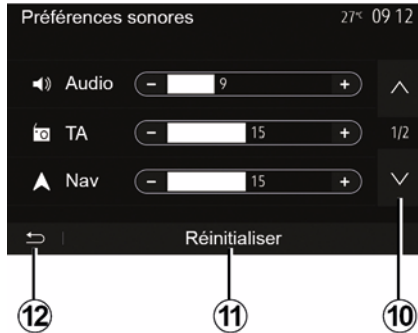 Préférences sonores 27°C 09 12
Audio - 9 +
TA - 15 + 1/2
Nav - 15 +
Réinitialiser
12 11 10